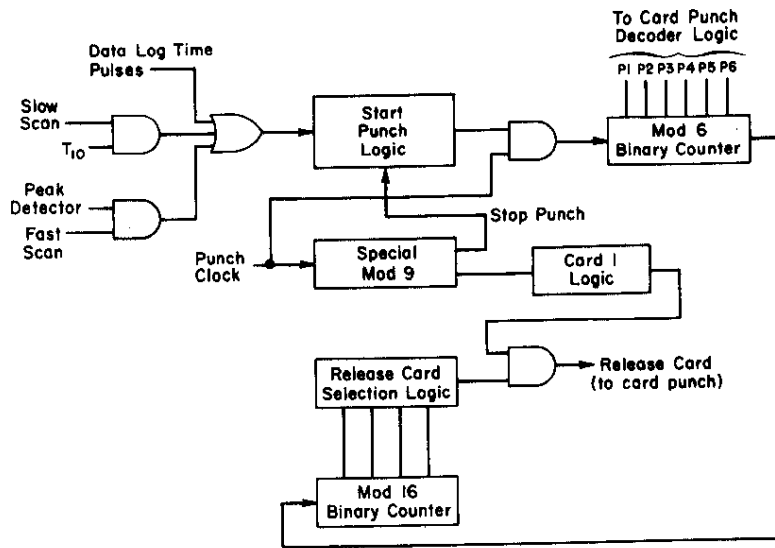 To Card Punch
Decoder Logic
Data Log Time
Pulses
P1 P2 P3 P4 P5 P6
Slow
Scan
T10
Start
Punch
Logic
Mod 6
Binary Counter
Peak
Detector
Fast
Scan
Stop Punch
Punch
Clock
Special
Mod 9
Card 1
Logic
Release Card
Selection Logic
Release Card
(to card punch)
Mod 16
Binary Counter